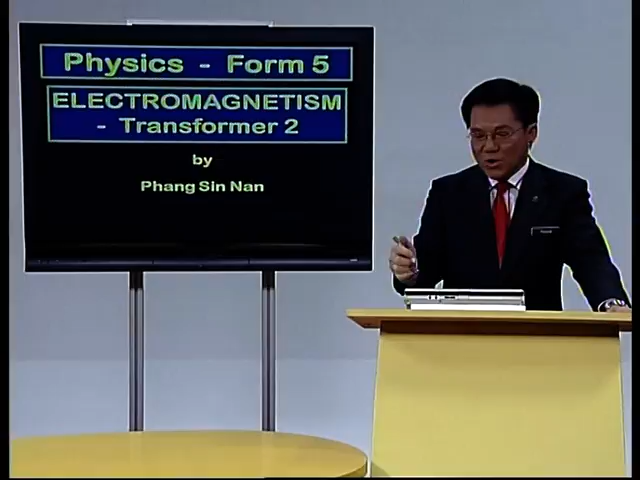 Physics - Form 5
ELECTROMAGNETISM
- Transformer 2
by
Phang Sin Nan